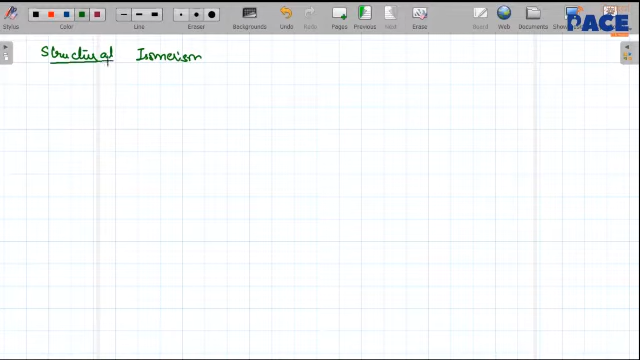 Stylus
Color
Line
Eraser
Backgrounds
Undo
Redo
Pages
Previous
Next
Erase
Board
Web
Documents
PACE
Structural Isomerism